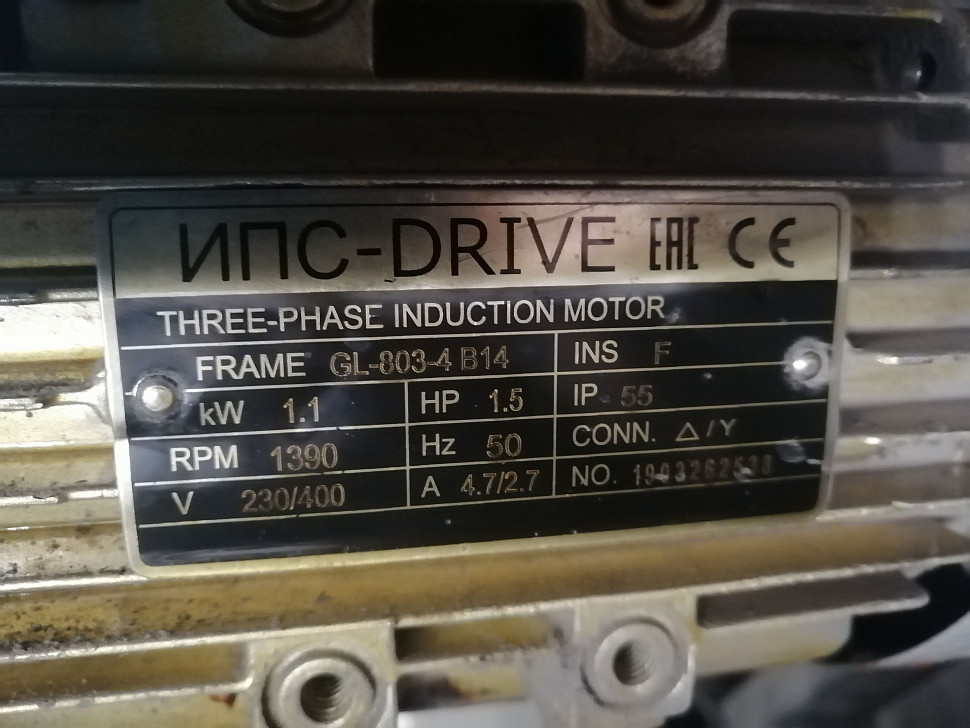 ИПС-DRIVE EAC CE
THREE-PHASE INDUCTION MOTOR
FRAME GL-803-4 B14 INS F
kW 1.1 HP 1.5 IP 55
RPM 1390 Hz 50 CONN. △/Y
V 230/400 A 4.7/2.7 NO.